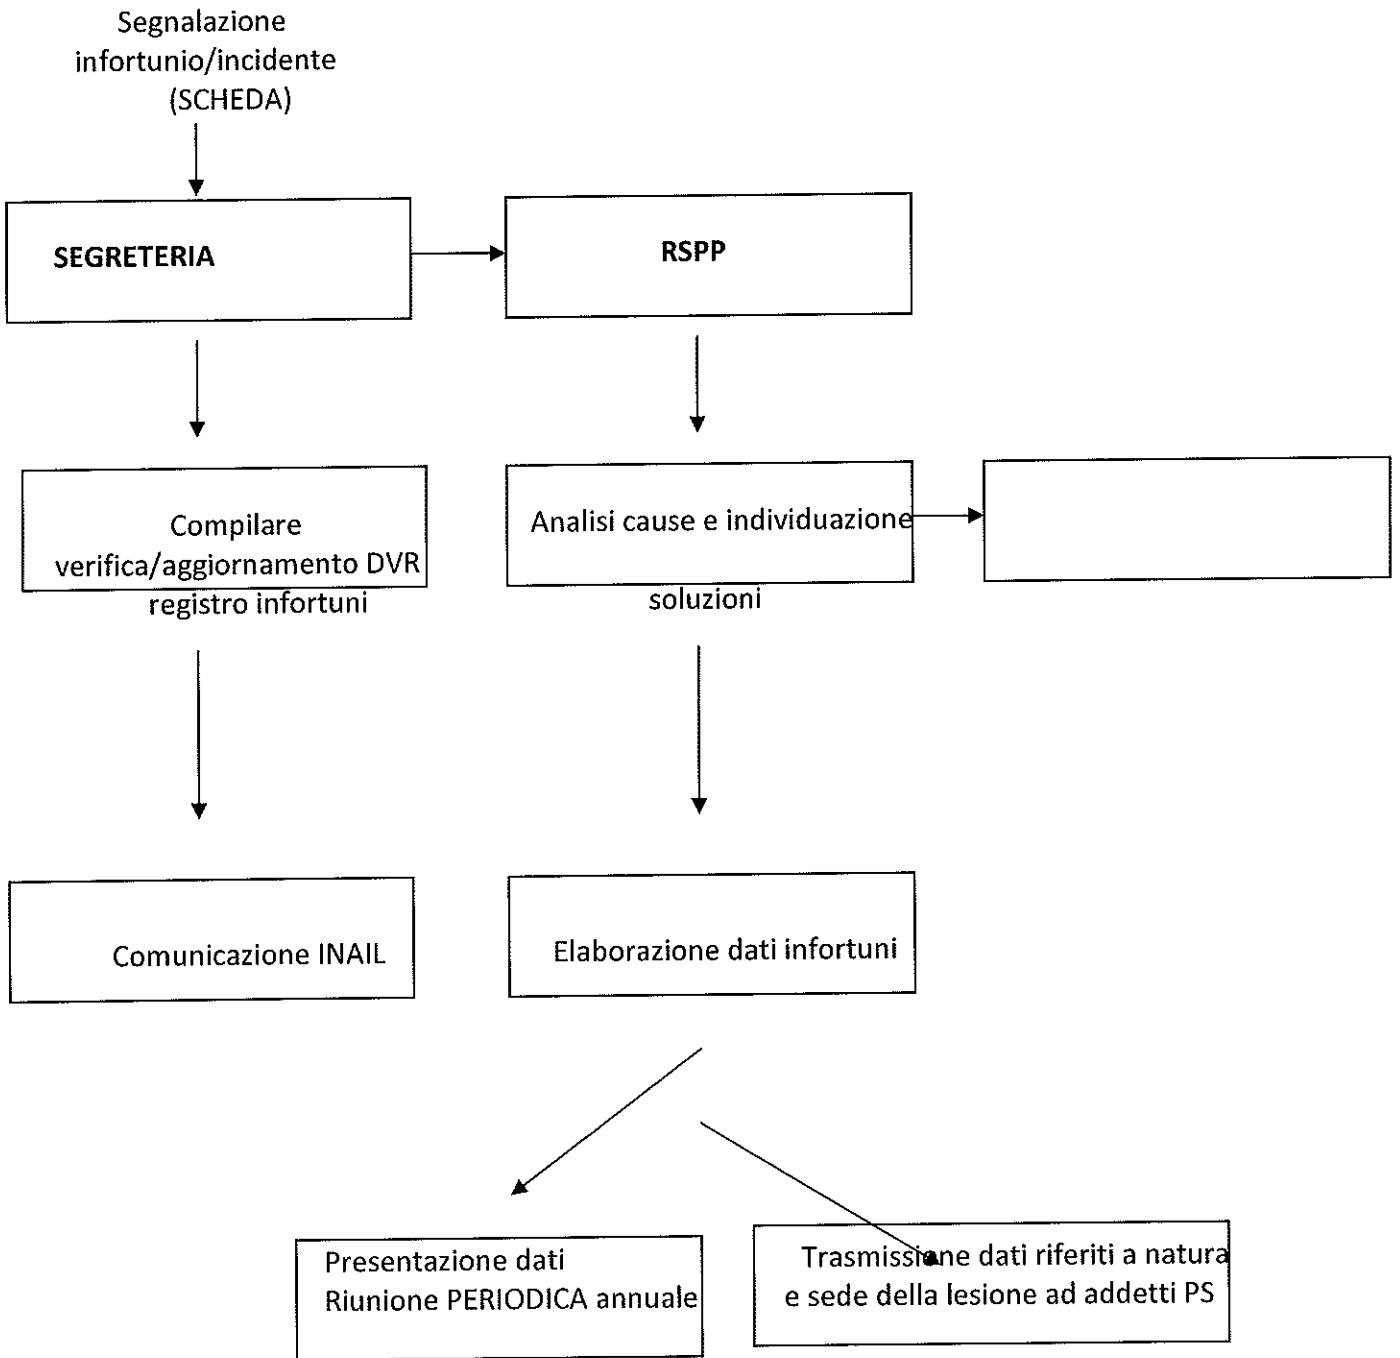 Segnalazione
infortunio/incidente
(SCHEDA)
SEGRETERIA
RSPP
Compilare
verifica/aggiornamento DVR
registro infortuni
Analisi cause e individuazione
soluzioni
Comunicazione INAIL
Elaborazione dati infortuni
Presentazione dati
Riunione PERIODICA annuale
Trasmissione dati riferiti a natura
e sede della lesione ad addetti PS